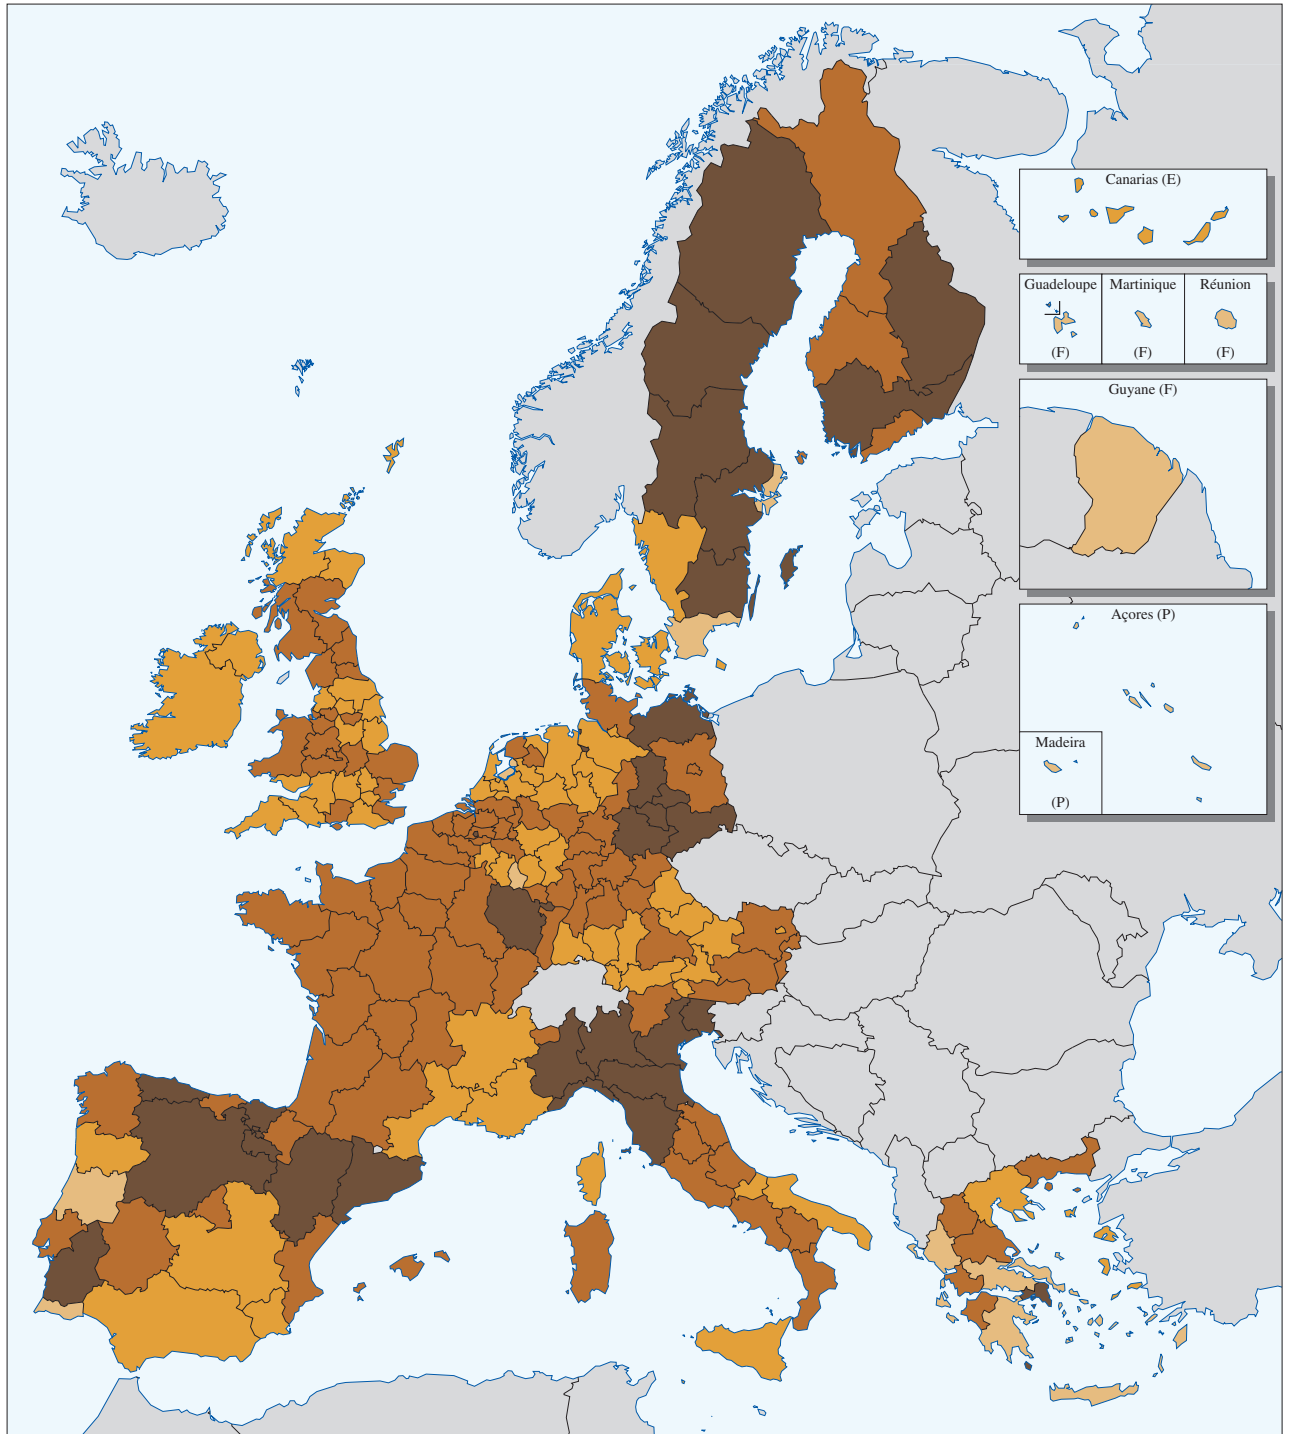 Canarias (E)
Guadeloupe
(F)
Martinique
(F)
Réunion
(F)
Guyane (F)
Açores (P)
Madeira
(P)